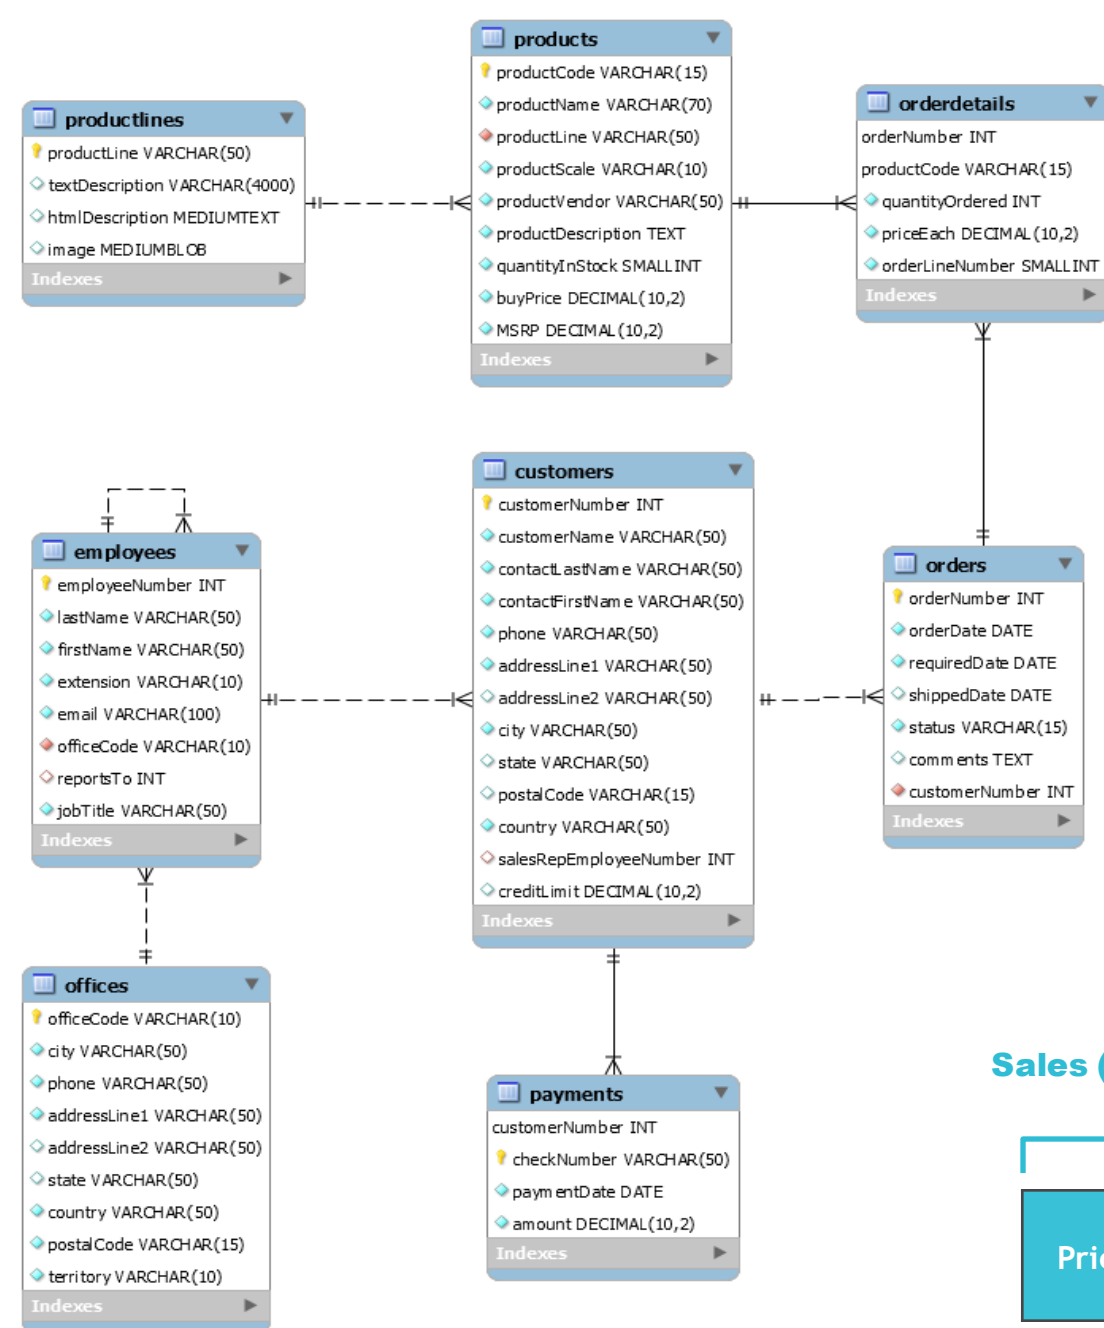 products
productCode VARCHAR(15)
productName VARCHAR(70)
productLine VARCHAR(50)
productScale VARCHAR(10)
productVendor VARCHAR(50)
productDescription TEXT
quantityInStock SMALLINT
buyPrice DECIMAL(10,2)
MSRP DECIMAL(10,2)
Indexes
productlines
productLine VARCHAR(50)
textDescription VARCHAR(4000)
htmlDescription MEDIUMTEXT
image MEDIUMBLOB
Indexes
orderdetails
orderNumber INT
productCode VARCHAR(15)
quantityOrdered INT
priceEach DECIMAL(10,2)
orderLineNumber SMALLINT
Indexes
employees
employeeNumber INT
lastName VARCHAR(50)
firstName VARCHAR(50)
extension VARCHAR(10)
email VARCHAR(100)
officeCode VARCHAR(10)
reportsTo INT
jobTitle VARCHAR(50)
Indexes
customers
customerNumber INT
customerName VARCHAR(50)
contactLastName VARCHAR(50)
contactFirstName VARCHAR(50)
phone VARCHAR(50)
addressLine1 VARCHAR(50)
addressLine2 VARCHAR(50)
city VARCHAR(50)
state VARCHAR(50)
postalCode VARCHAR(15)
country VARCHAR(50)
salesRepEmployeeNumber INT
creditLimit DECIMAL(10,2)
Indexes
orders
orderNumber INT
orderDate DATE
requiredDate DATE
shippedDate DATE
status VARCHAR(15)
comments TEXT
customerNumber INT
Indexes
offices
officeCode VARCHAR(10)
city VARCHAR(50)
phone VARCHAR(50)
addressLine1 VARCHAR(50)
addressLine2 VARCHAR(50)
state VARCHAR(50)
country VARCHAR(50)
postalCode VARCHAR(15)
territory VARCHAR(10)
Indexes
payments
customerNumber INT
checkNumber VARCHAR(50)
paymentDate DATE
amount DECIMAL(10,2)
Indexes
Sales (